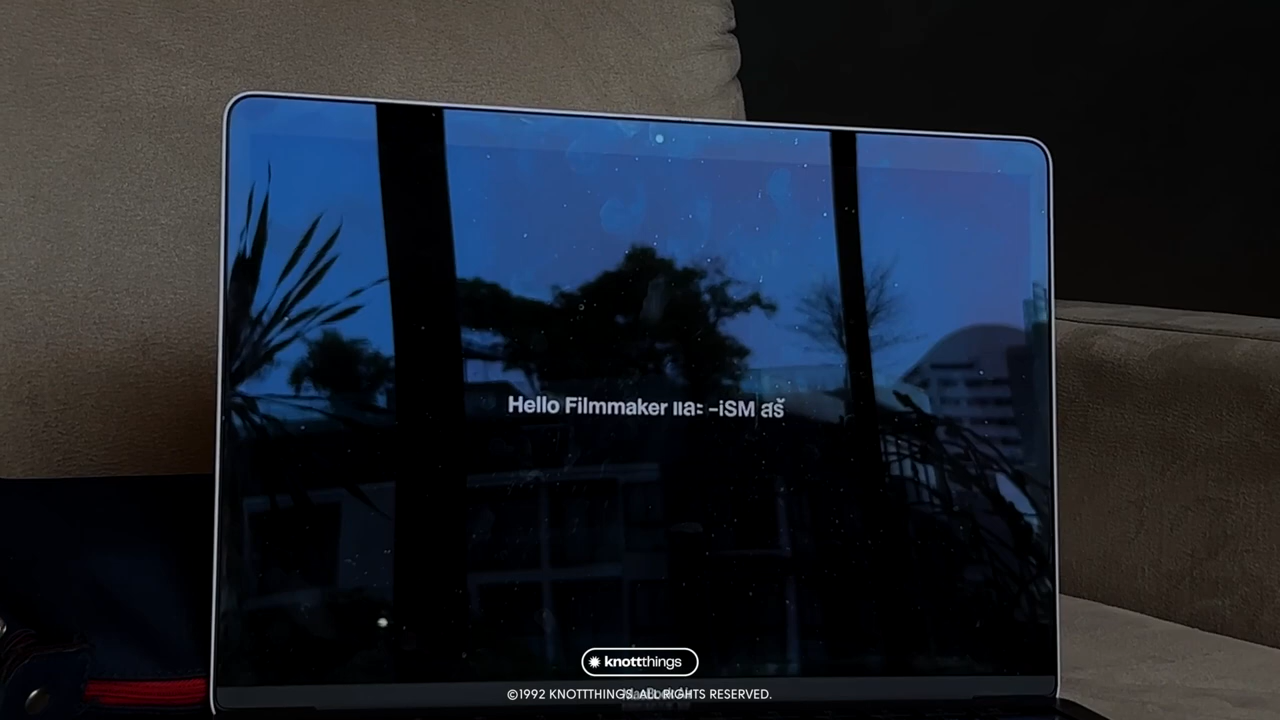 Hello Filmmaker และ -iSM สรั
knottthings
©1992 KNOTTTHINGS. ALL RIGHTS RESERVED.